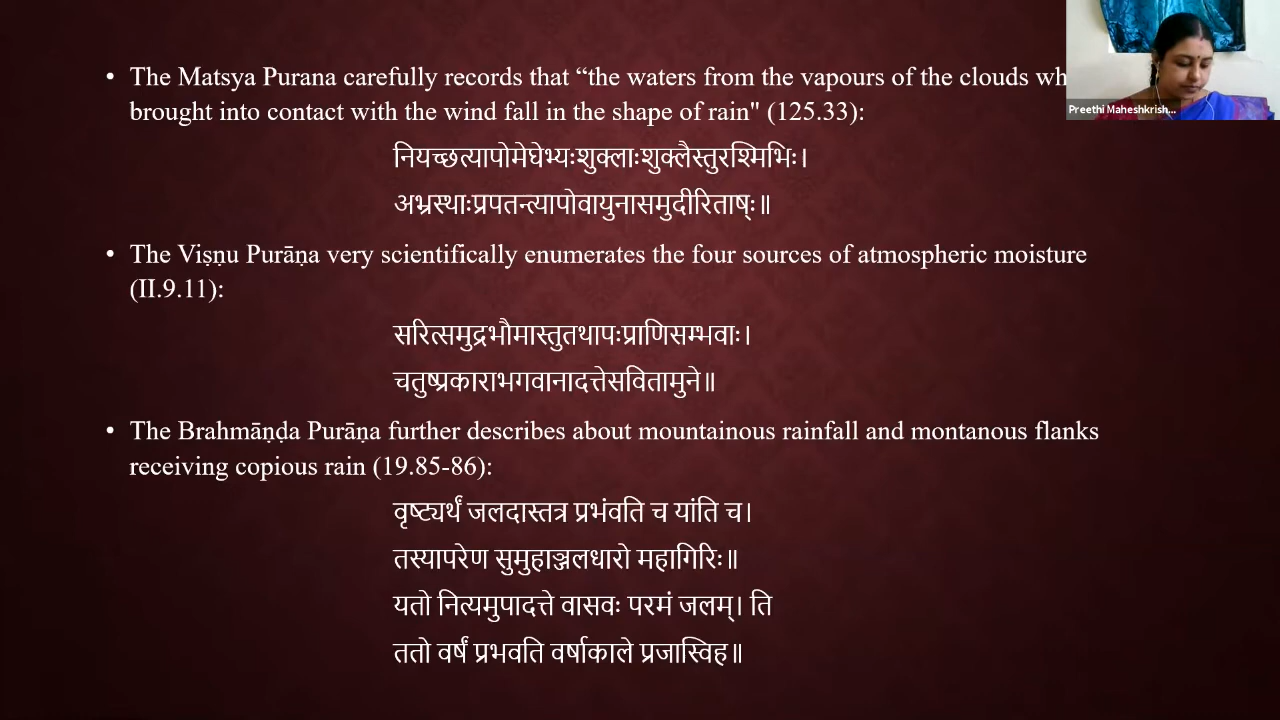 • The Matsya Purana carefully records that “the waters from the vapours of the clouds wh
brought into contact with the wind fall in the shape of rain" (125.33):
नियच्छत्यापोमेघेभ्यःशुक्लाःशुक्लैस्तुरश्मिभिः।
अभ्रस्थाःप्रपतन्त्यापोवायुनासमुदीरिताष्ः॥
• The Viṣṇu Purāṇa very scientifically enumerates the four sources of atmospheric moisture
(II.9.11):
सरित्समुद्रभौमास्तुतथापःप्राणिसम्भवाः।
चतुष्प्रकाराभगवानादत्तेसवितामुने॥
• The Brahmāṇḍa Purāṇa further describes about mountainous rainfall and montanous flanks
receiving copious rain (19.85-86):
वृष्ट्यर्थं जलदास्तत्र प्रभंवति च यांति च।
तस्यापरेण सुमुहाञ्जलधारो महागिरिः॥
यतो नित्यमुपादत्ते वासवः परमं जलम्। ति
ततो वर्षं प्रभवति वर्षाकाले प्रजास्विह॥
Preethi Maheshkrish...